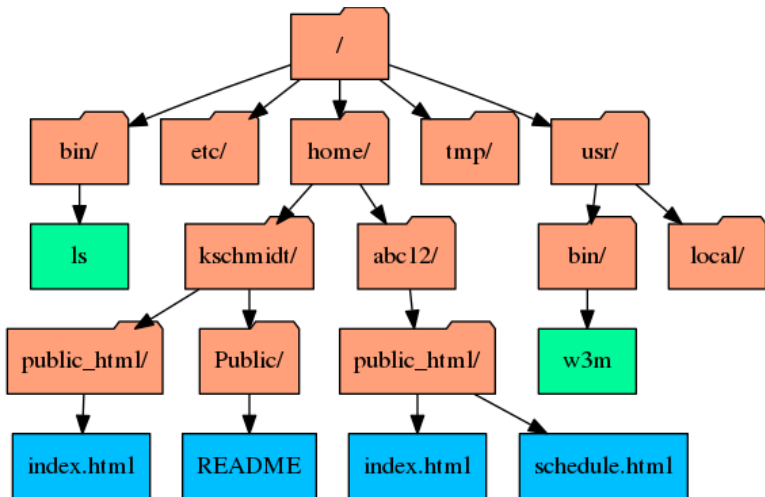 /
bin/
etc/
home/
tmp/
usr/
ls
kschmidt/
abc12/
bin/
local/
public_html/
Public/
public_html/
w3m
index.html
README
index.html
schedule.html